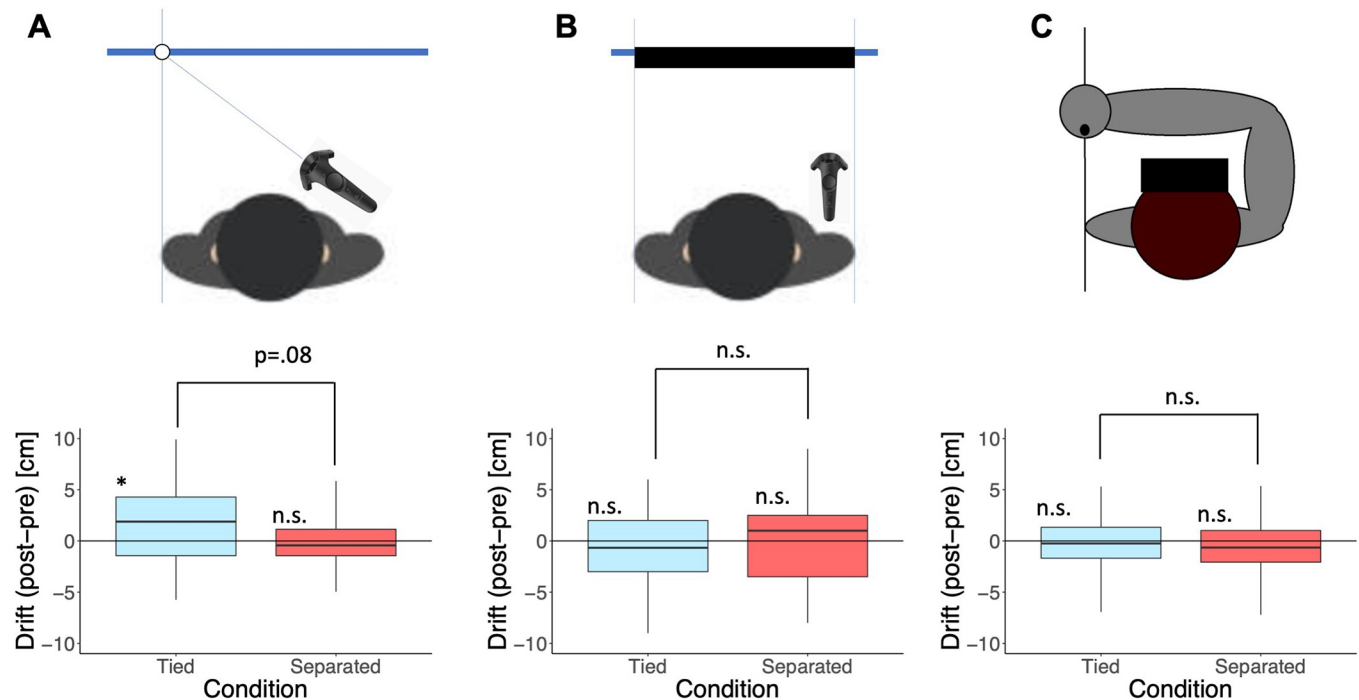 A
B
C
p=.08
n.s.
n.s.
Drift (post−pre) [cm]
10
5
0
−5
−10
*
n.s.
Tied
Separated
Condition
Drift (post−pre) [cm]
10
5
0
−5
−10
n.s.
n.s.
Tied
Separated
Condition
Drift (post−pre) [cm]
10
5
0
−5
−10
n.s.
n.s.
Tied
Separated
Condition